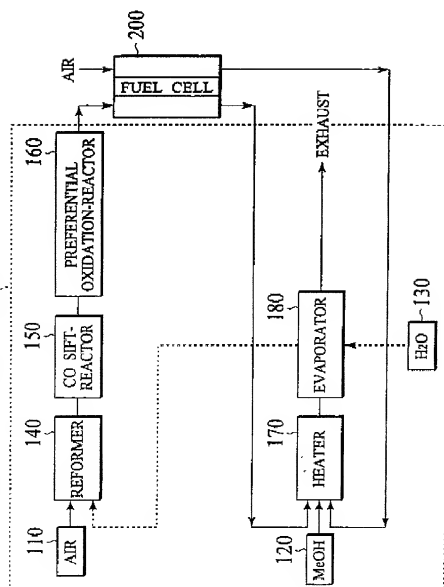 110
AIR
140
REFORMER
150
CO SIFT-
REACTOR
160
PREFERENTIAL
OXIDATION-REACTOR
AIR
200
FUEL CELL
120
MeOH
170
HEATER
180
EVAPORATOR
EXHAUST
130
H2O